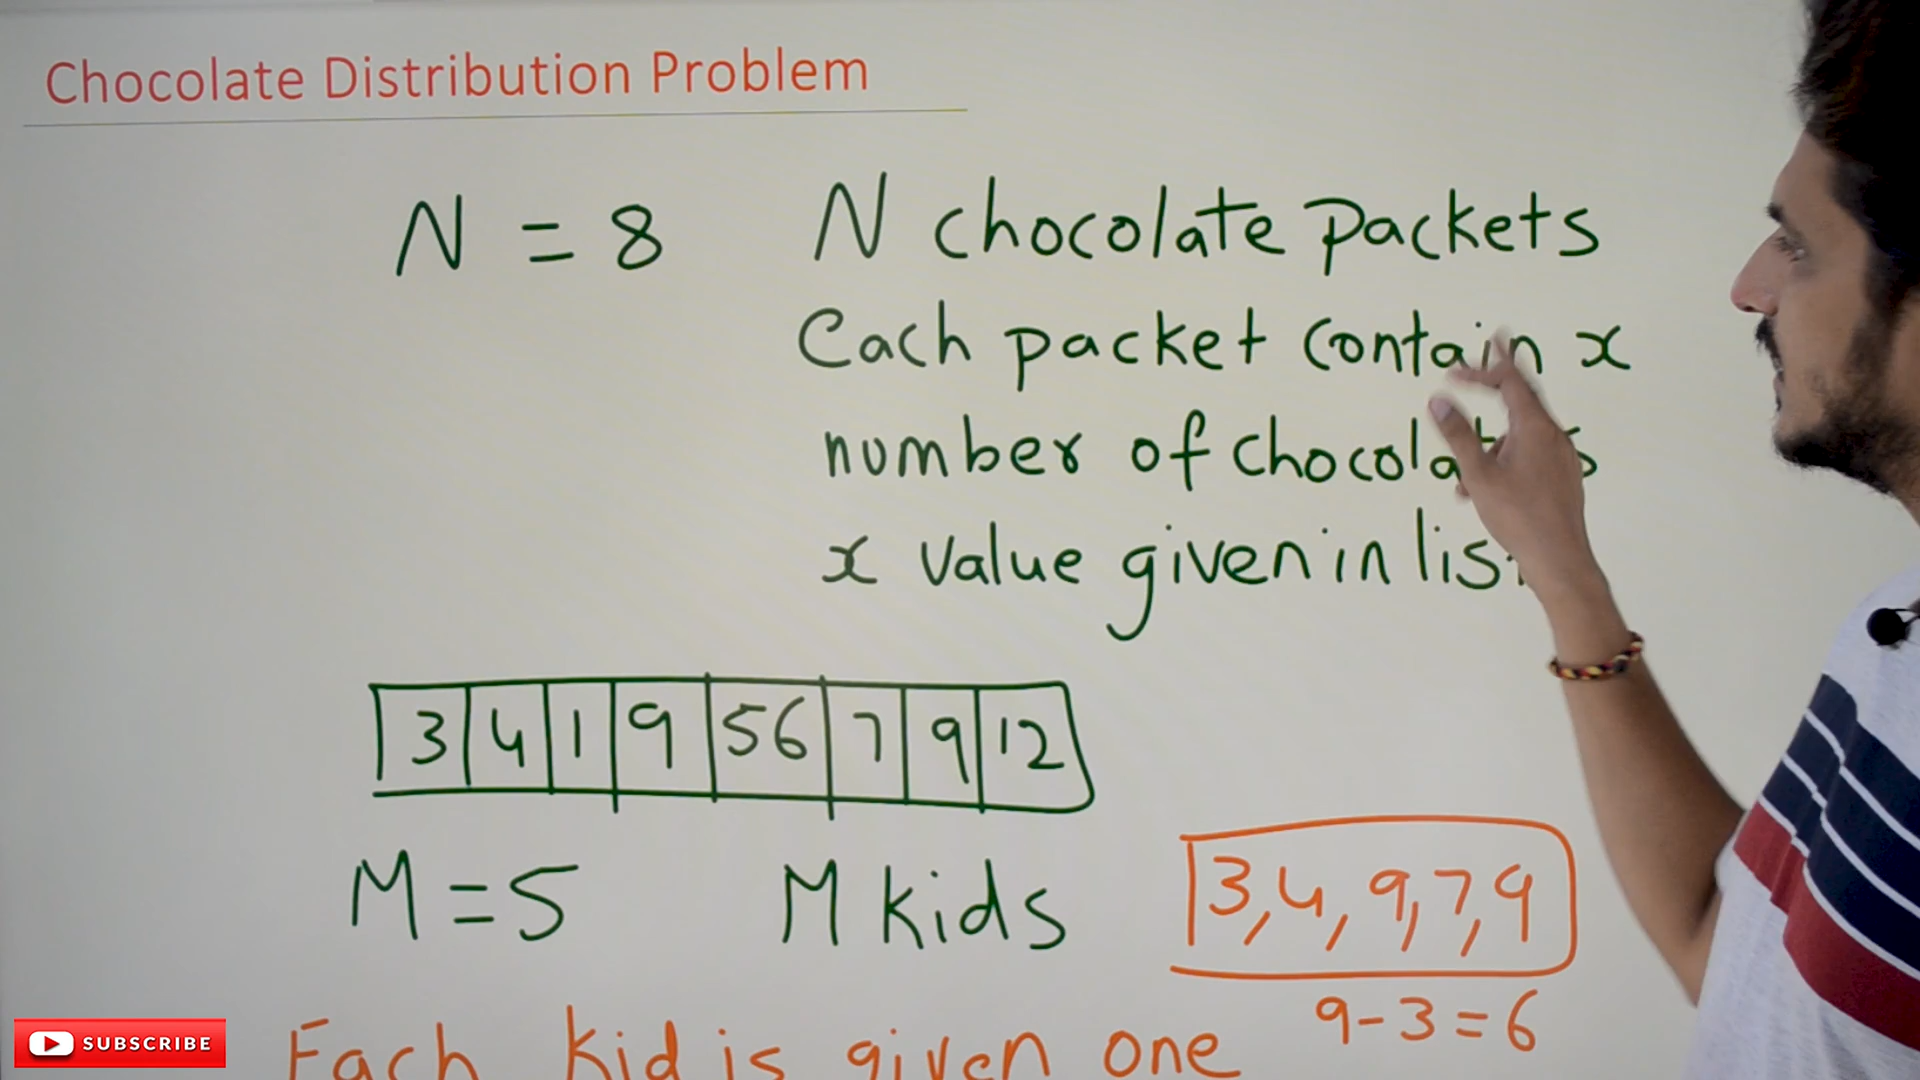 Chocolate Distribution Problem
N = 8
N chocolate packets
Each packet contain x
number of chocolates
x value given in list
3 4 1 9 56 7 9 12
M = 5
M kids
3, 4, 9, 7, 9
9 - 3 = 6
Each kid is given one
SUBSCRIBE